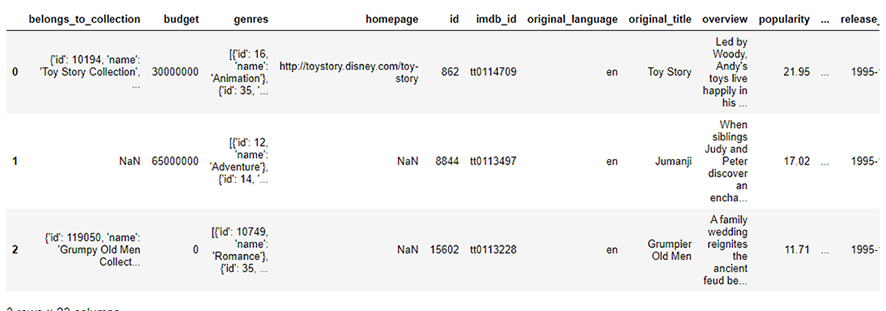 belongs_to_collection budget genres homepage id imdb_id original_language original_title overview popularity ... release_
0 {'id': 10194, 'name': 'Toy Story Collection', ... 30000000 [{'id': 16, 'name': 'Animation'}, {'id': 35, '... http://toystory.disney.com/toy-story 862 tt0114709 en Toy Story Led by Woody, Andy's toys live happily in his ... 21.95 ... 1995-
1 NaN 65000000 [{'id': 12, 'name': 'Adventure'}, {'id': 14, '... NaN 8844 tt0113497 en Jumanji When siblings Judy and Peter discover an encha... 17.02 ... 1995-
2 {'id': 119050, 'name': 'Grumpy Old Men Collect... 0 [{'id': 10749, 'name': 'Romance'}, {'id': 35, ... NaN 15602 tt0113228 en Grumpier Old Men A family wedding reignites the ancient feud be... 11.71 ... 1995-